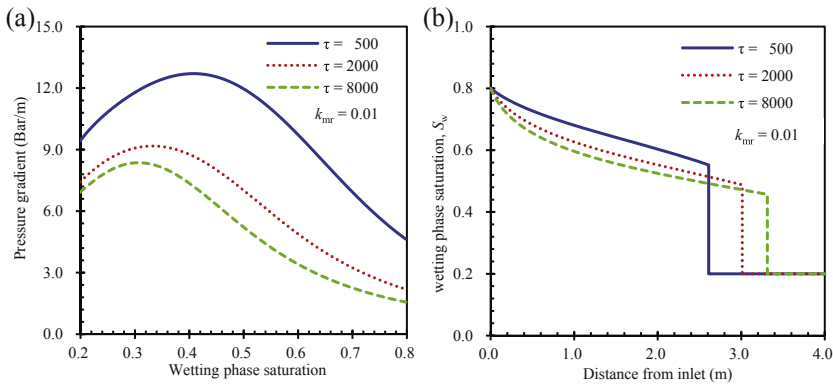 (a)
15.0
12.0
9.0
6.0
3.0
0.0
Pressure gradient (Bar/m)
τ = 500
τ = 2000
τ = 8000
kmr = 0.01
0.2 0.3 0.4 0.5 0.6 0.7 0.8
Wetting phase saturation
(b)
1.0
0.8
0.6
0.4
0.2
0.0
wetting phase saturation, Sw
τ = 500
τ = 2000
τ = 8000
kmr = 0.01
0.0 1.0 2.0 3.0 4.0
Distance from inlet (m)